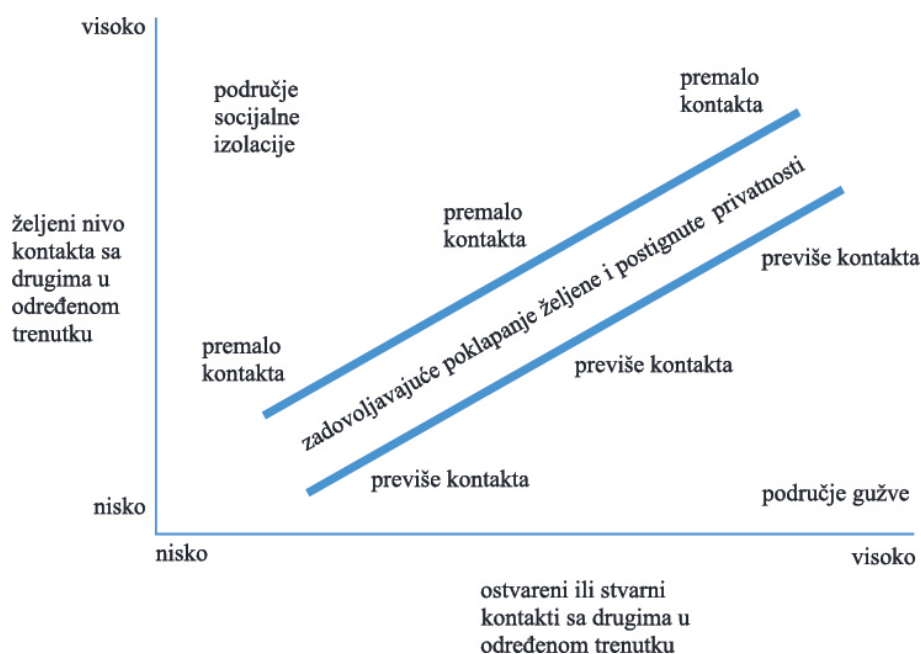 visoko
područje
socijalne
izolacije
premalo
kontakta
željeni nivo
kontakta sa
drugima u
određenom
trenutku
premalo
kontakta
premalo
kontakta
zadovoljavajuće poklapanje željene i postignute privatnosti
previše kontakta
previše kontakta
previše kontakta
područje gužve
nisko
nisko
visoko
ostvareni ili stvarni
kontakti sa drugima u
određenom trenutku